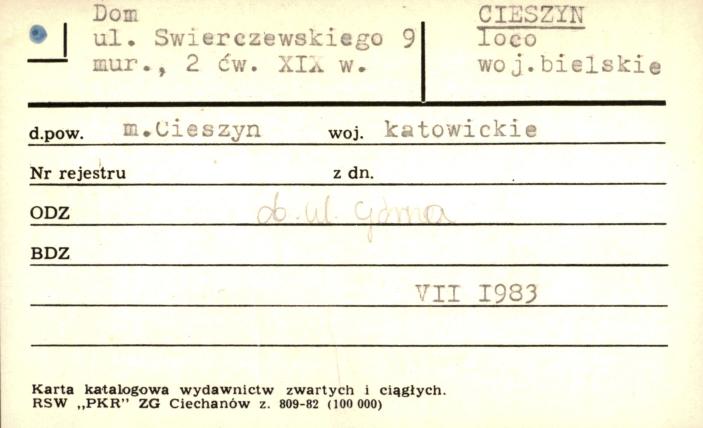 Dom
ul. Swierczewskiego 9
mur., 2 ćw. XIX w.
CIESZYN
loco
woj.bielskie
d.pow. m.Cieszyn woj. katowickie
Nr rejestru z dn.
ODZ ob. ul. Górna
BDZ
VII 1983
Karta katalogowa wydawnictw zwartych i ciągłych.
RSW „PKR" ZG Ciechanów z. 809-82 (100 000)